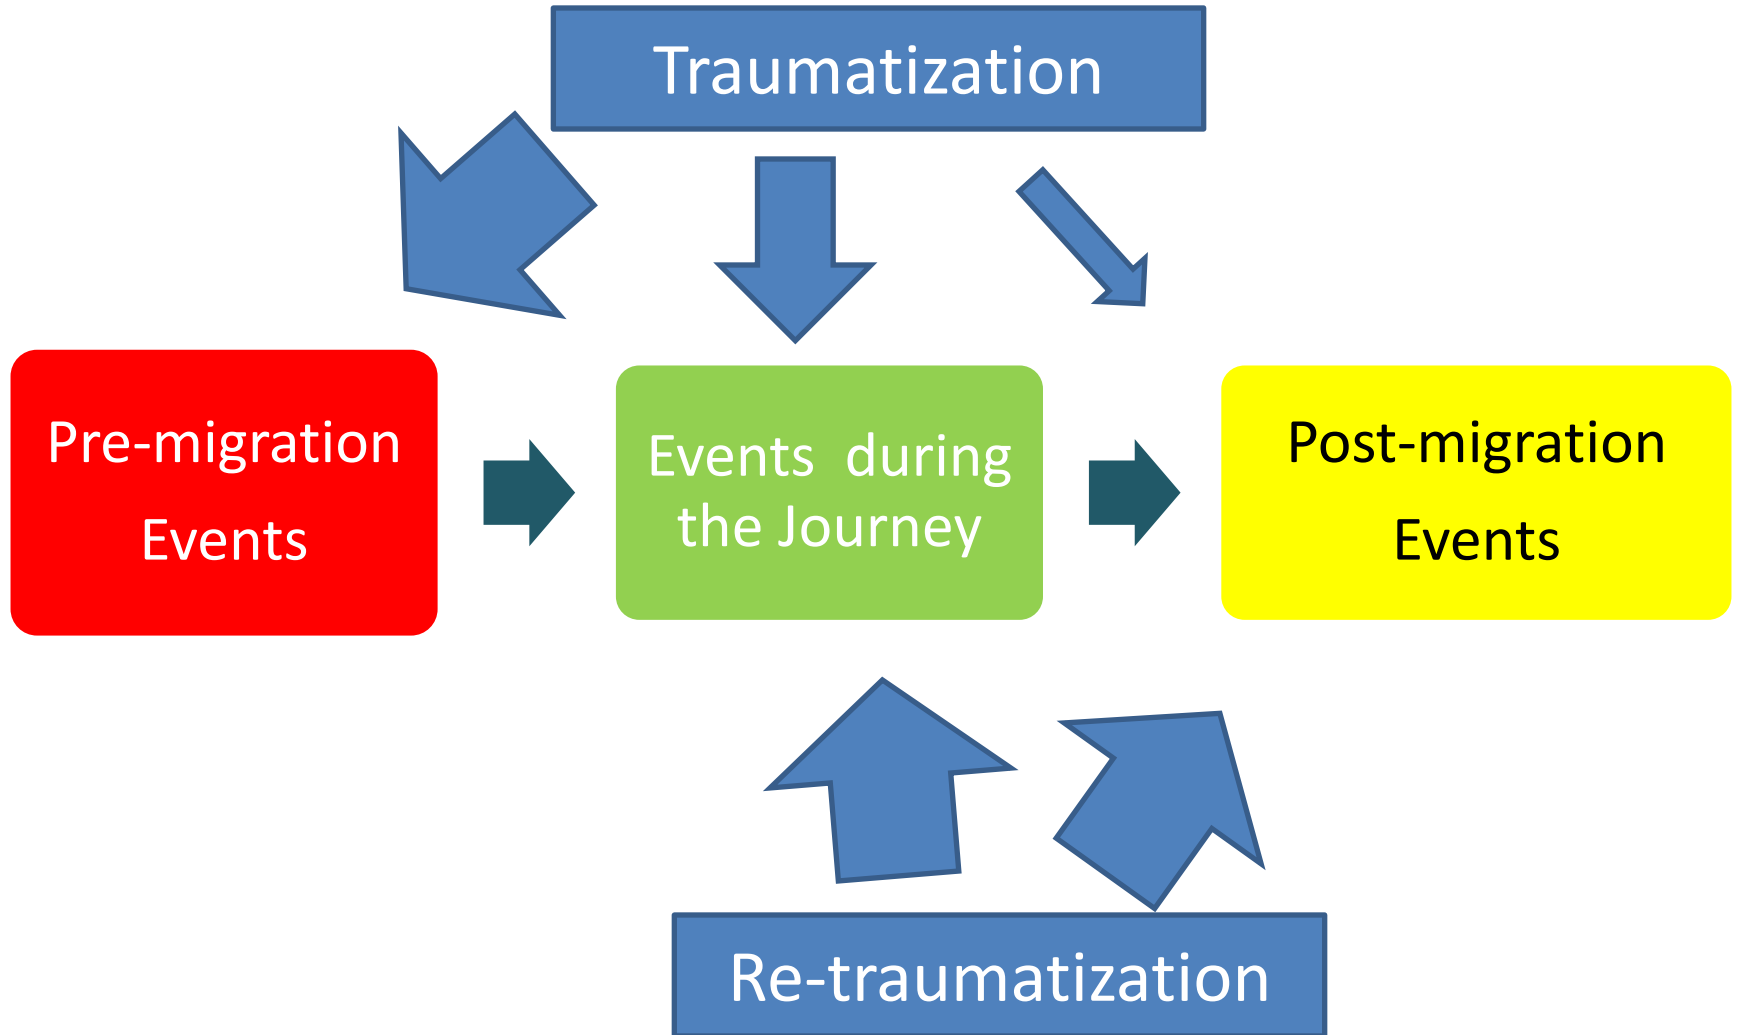 Traumatization
Pre-migration
Events
Events  during
the Journey
Post-migration
Events
Re-traumatization